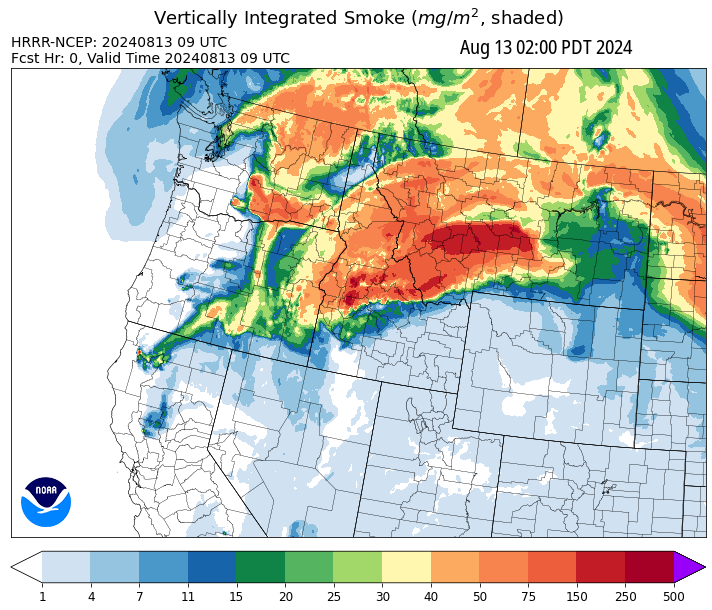 Vertically Integrated Smoke (mg/m², shaded)
HRRR-NCEP: 20240813 09 UTC
Aug 13 02:00 PDT 2024
Fcst Hr: 0, Valid Time 20240813 09 UTC
NOAA
1 4 7 11 15 20 25 30 40 50 75 150 250 500